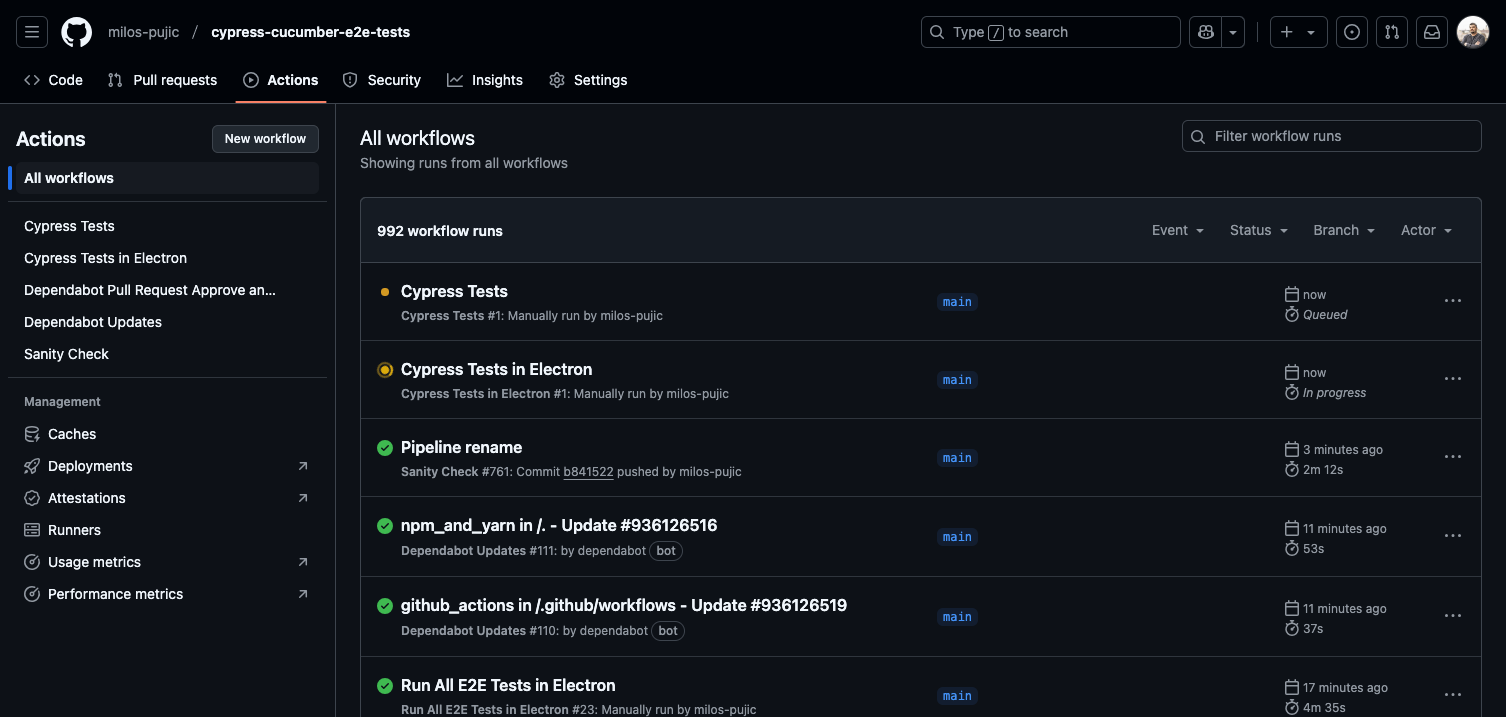 milos-pujic / cypress-cucumber-e2e-tests
Type / to search
Code
Pull requests
Actions
Security
Insights
Settings
Actions
New workflow
All workflows
Cypress Tests
Cypress Tests in Electron
Dependabot Pull Request Approve an...
Dependabot Updates
Sanity Check
Management
Caches
Deployments
Attestations
Runners
Usage metrics
Performance metrics
All workflows
Showing runs from all workflows
Filter workflow runs
992 workflow runs
Event
Status
Branch
Actor
Cypress Tests
Cypress Tests #1: Manually run by milos-pujic
main
now
Queued
Cypress Tests in Electron
Cypress Tests in Electron #1: Manually run by milos-pujic
main
now
In progress
Pipeline rename
Sanity Check #761: Commit b841522 pushed by milos-pujic
main
3 minutes ago
2m 12s
npm_and_yarn in /. - Update #936126516
Dependabot Updates #111: by dependabot bot
main
11 minutes ago
53s
github_actions in /.github/workflows - Update #936126519
Dependabot Updates #110: by dependabot bot
main
11 minutes ago
37s
Run All E2E Tests in Electron
Run All E2E Tests in Electron #23: Manually run by milos-pujic
main
17 minutes ago
4m 35s